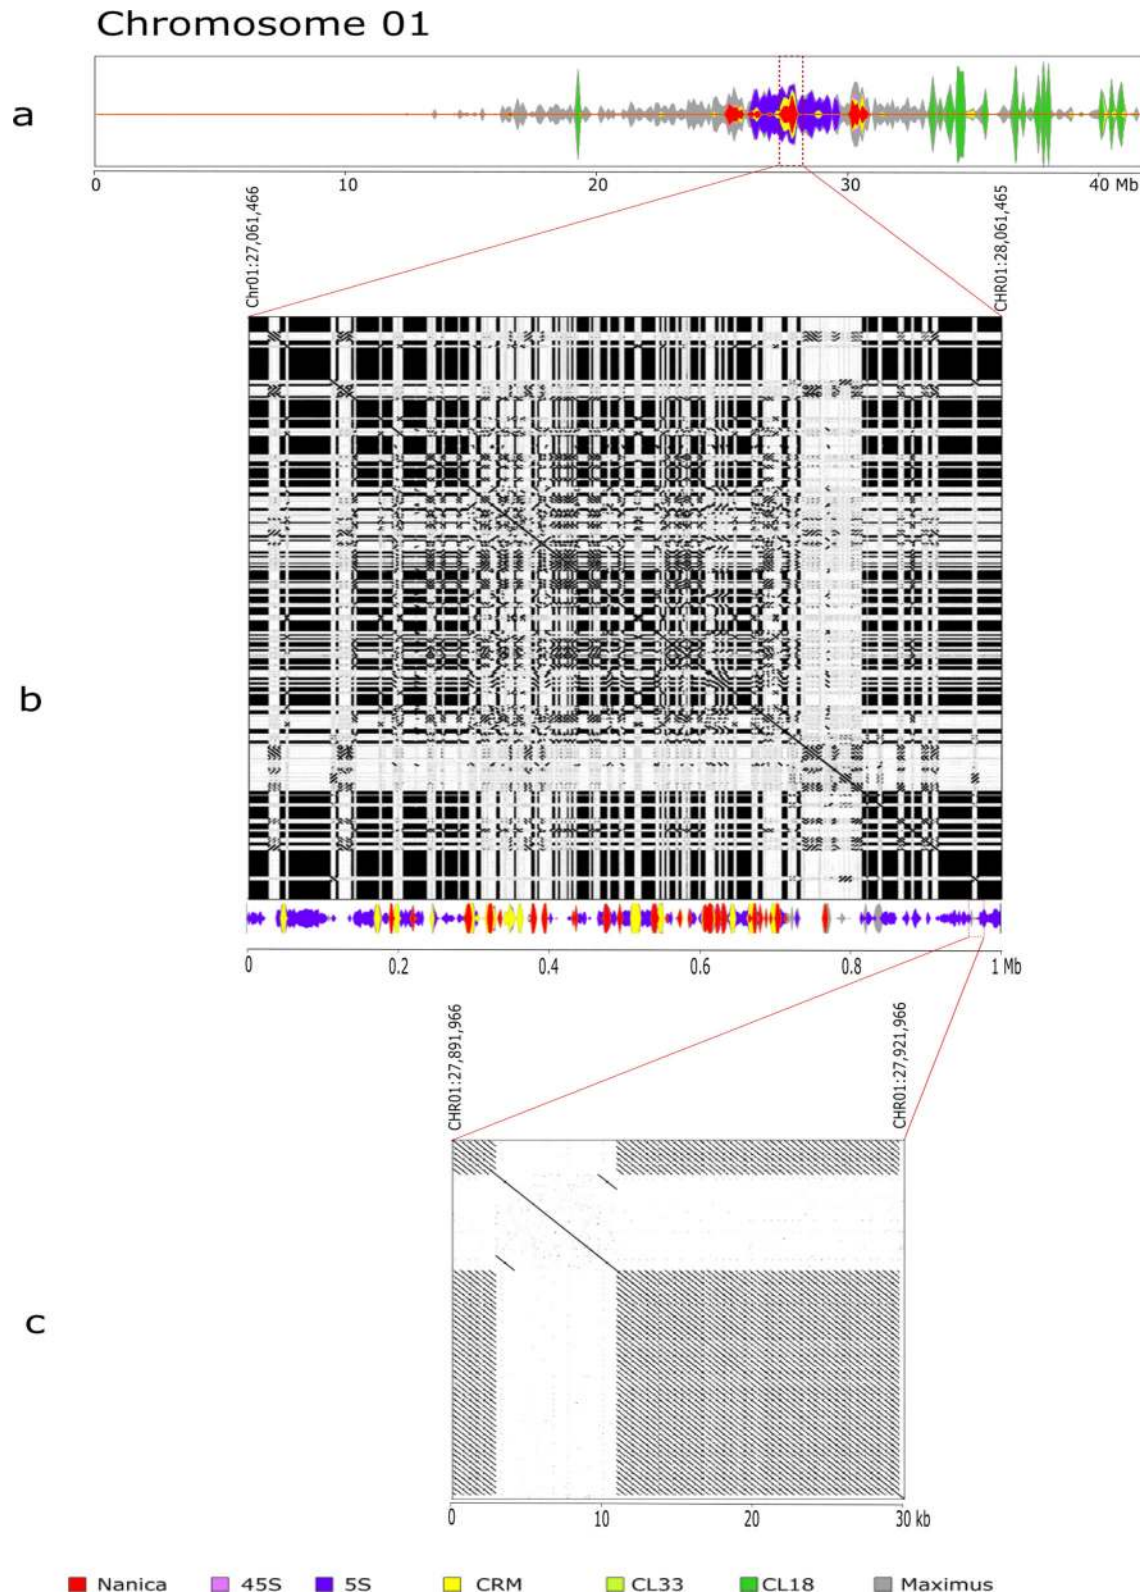 Chromosome 01
a
0 10 20 30 40 Mb
Chr01:27,061,466
CHR01:28,061,465
b
0 0.2 0.4 0.6 0.8 1 Mb
CHR01:27,891,966
CHR01:27,921,966
c
0 10 20 30 kb
Nanica 45S 5S CRM CL33 CL18 Maximus